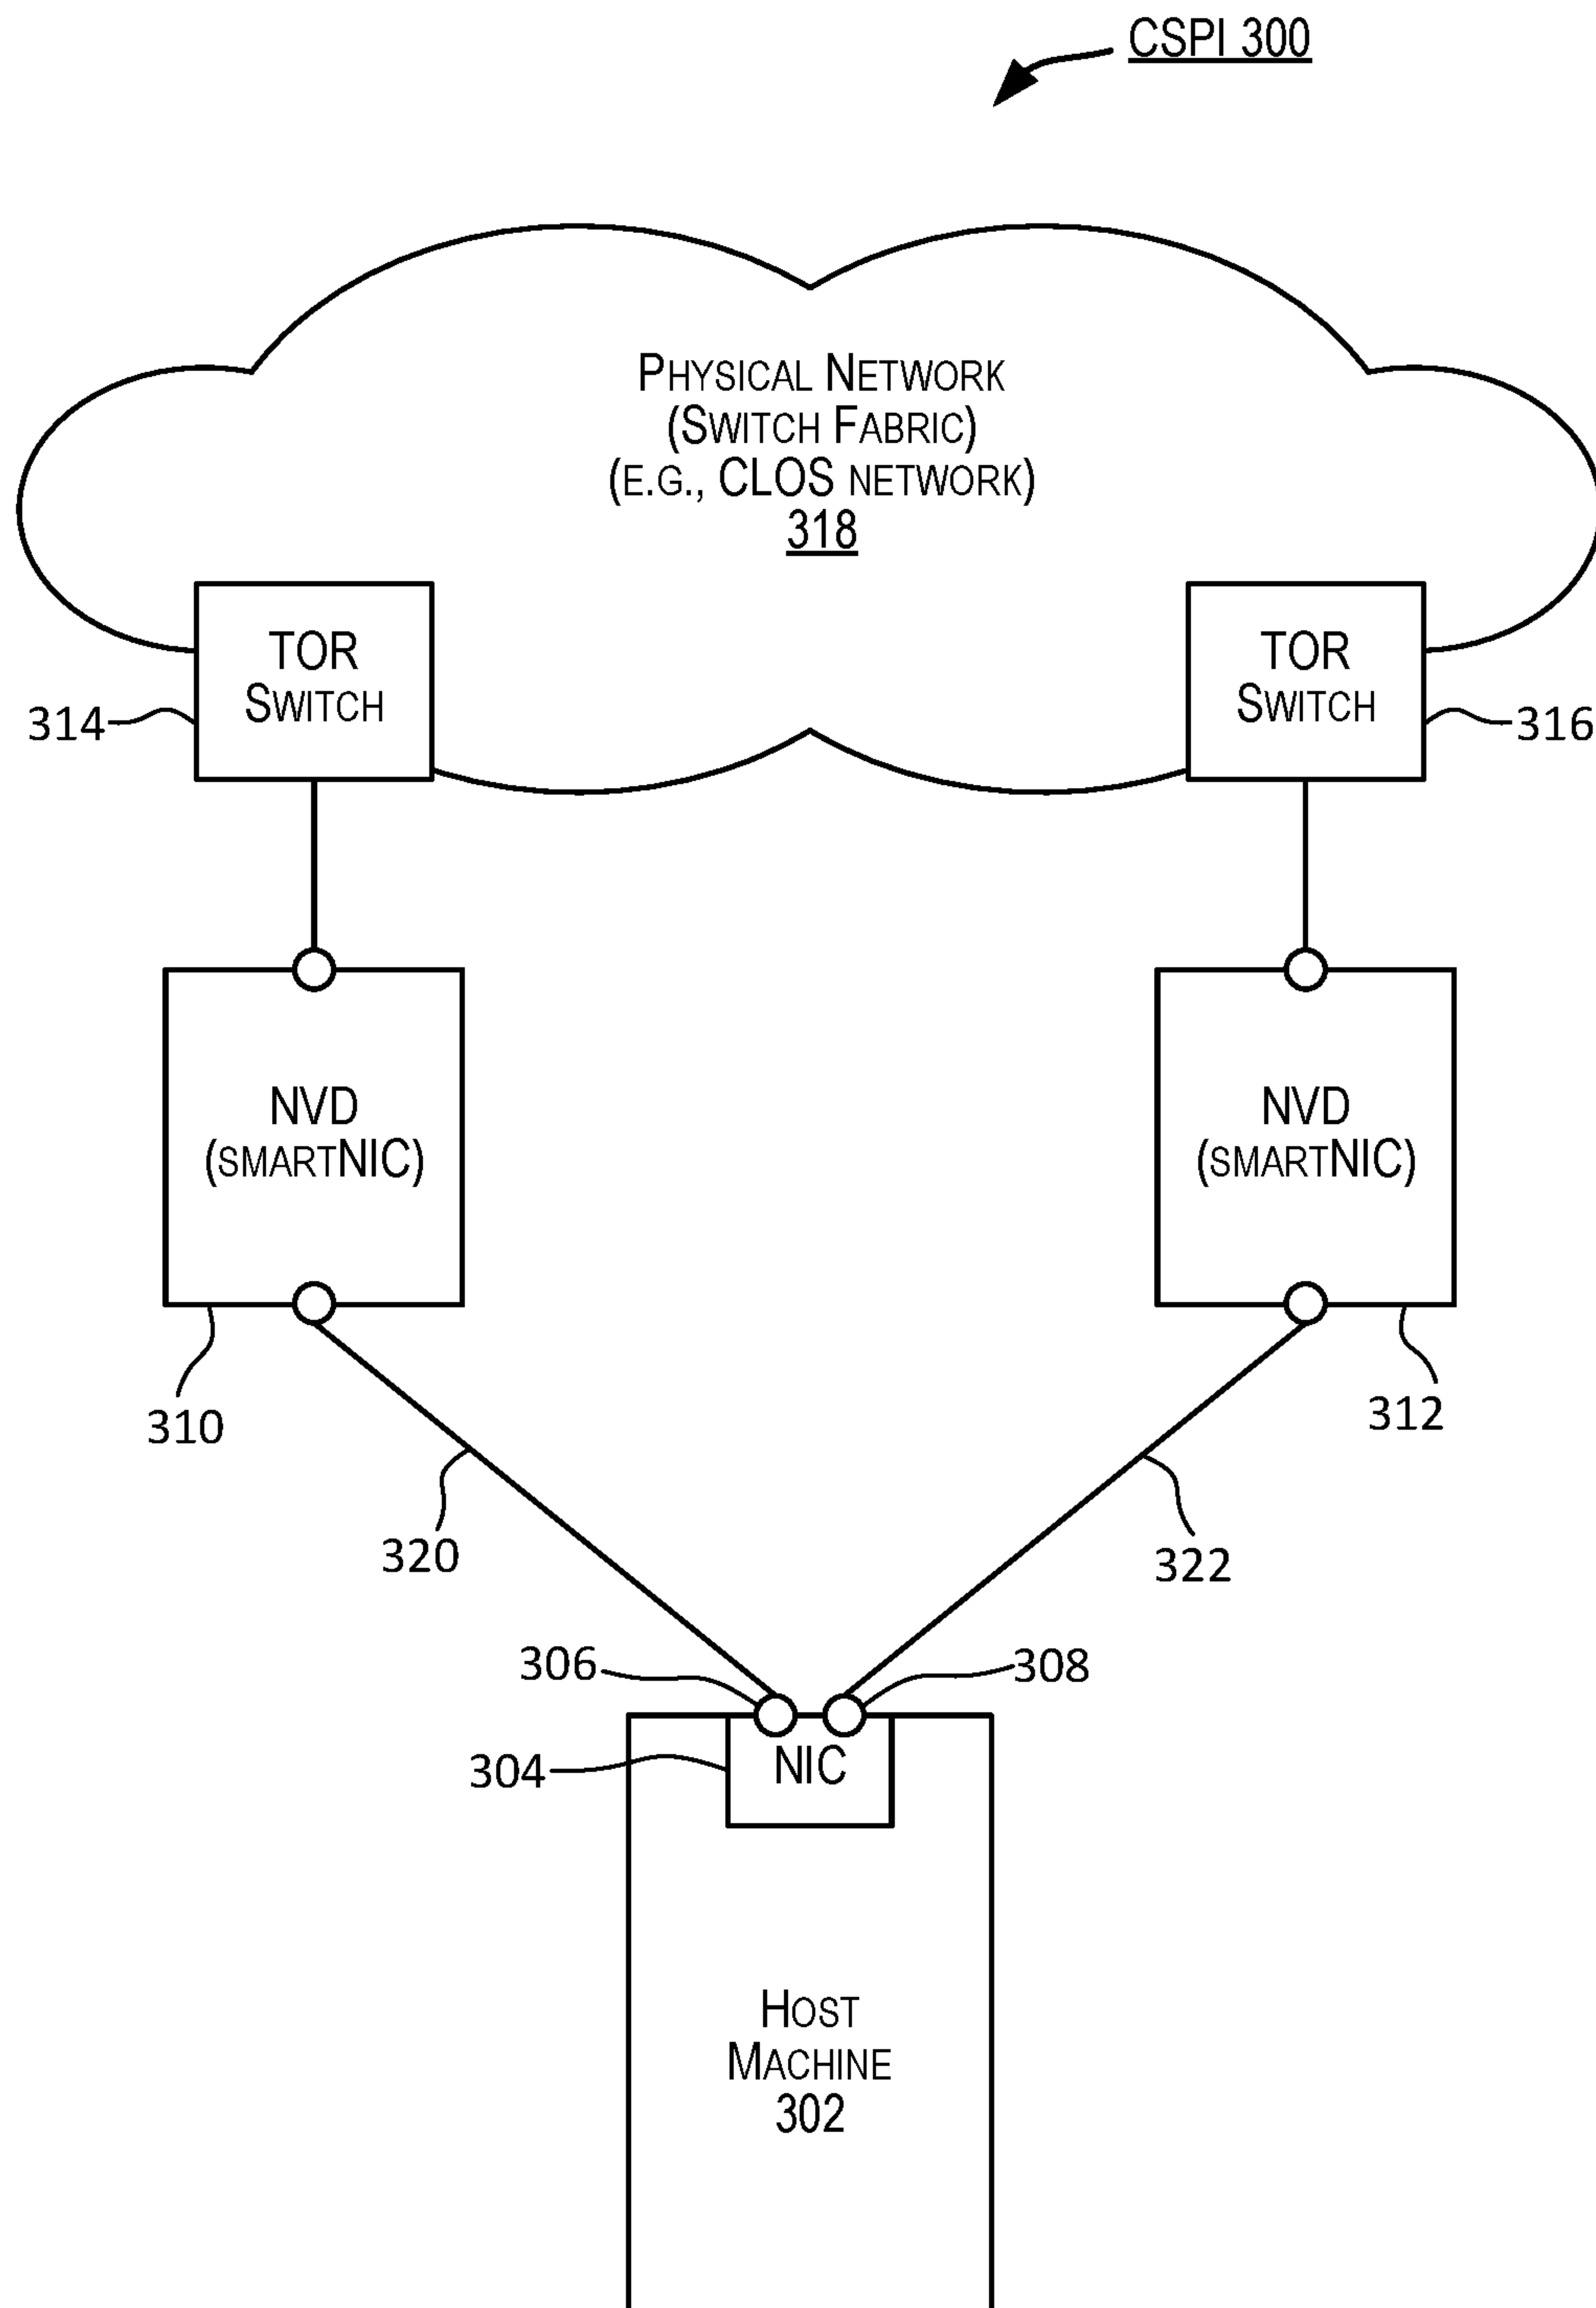 CSPI 300
Physical Network
(Switch Fabric)
(e.g., CLOS network)
318
TOR
Switch
314
TOR
Switch
316
NVD
(smartNIC)
NVD
(smartNIC)
310
312
320
322
306
308
304
NIC
Host
Machine
302